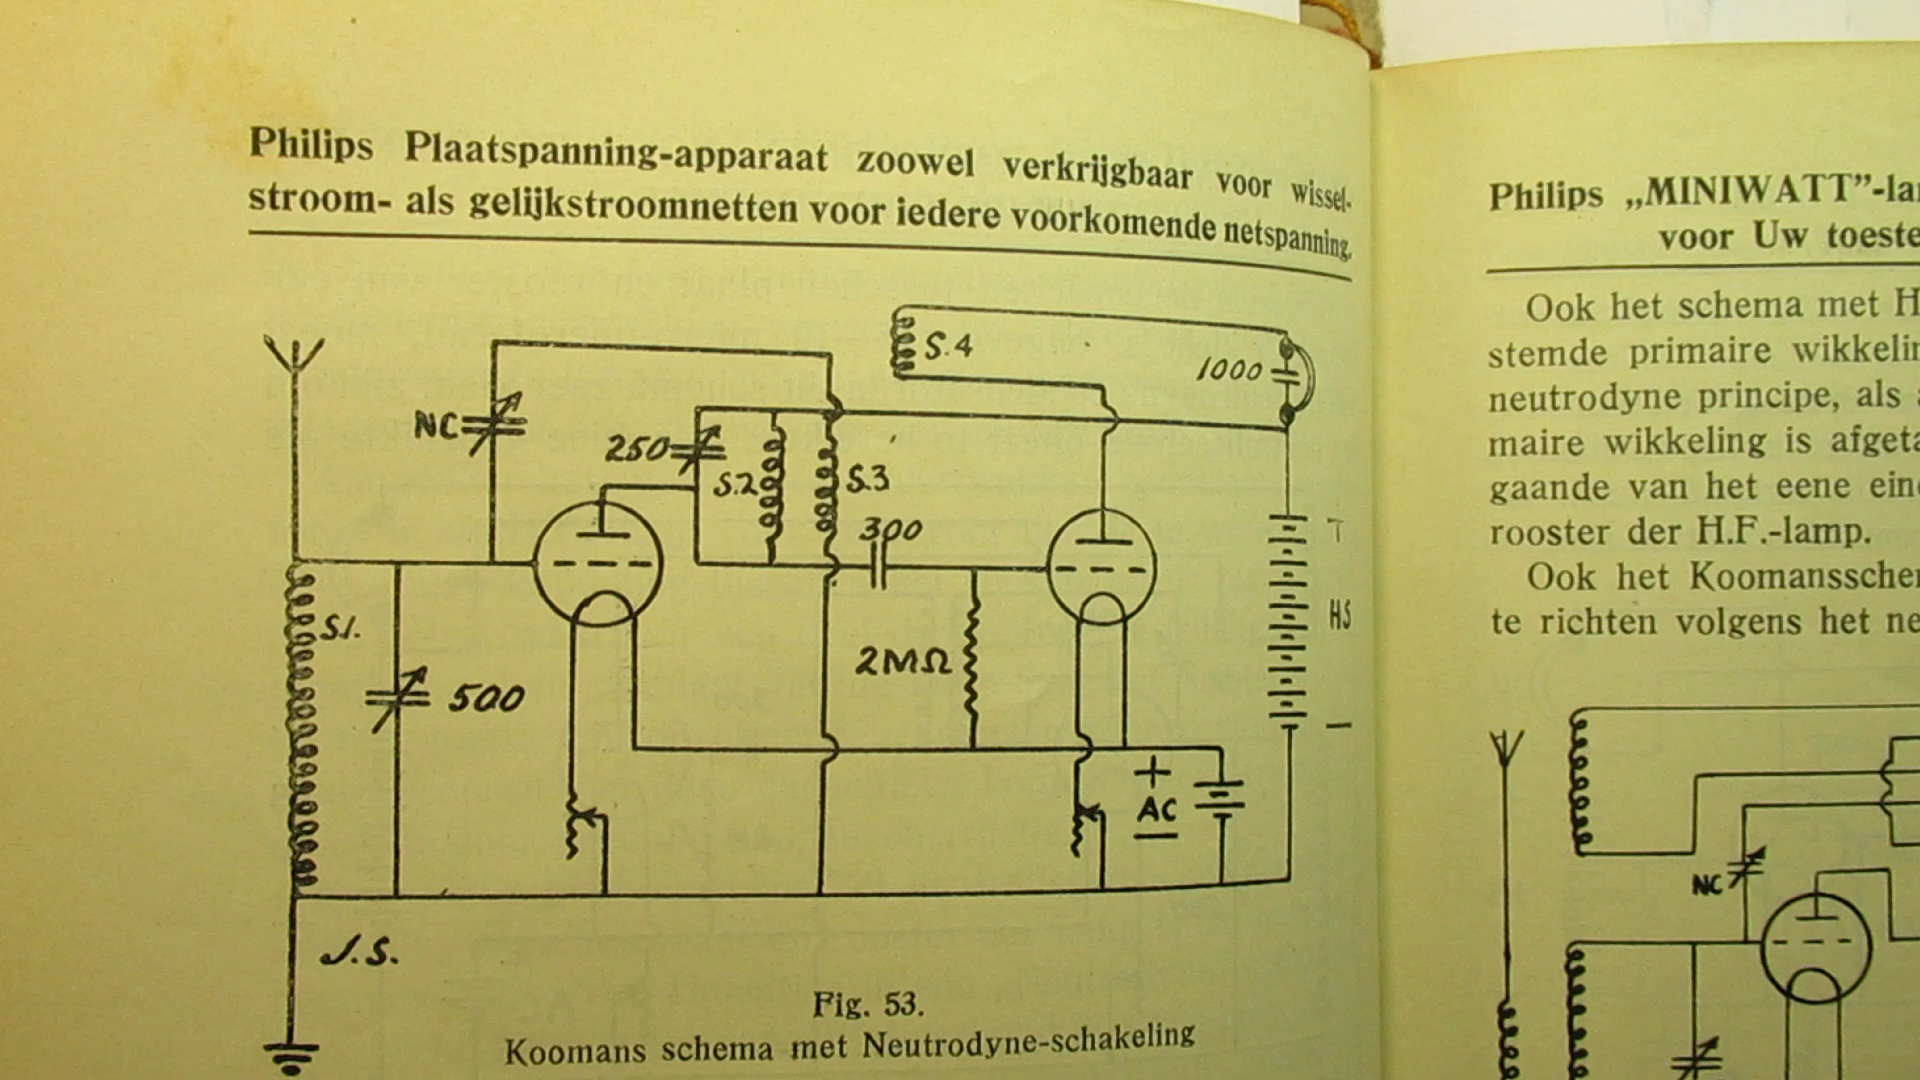 Philips Plaatspanning-apparaat zoowel verkrijgbaar voor wissel-
stroom- als gelijkstroomnetten voor iedere voorkomende netspanning.
S.4
1000
NC
250
S.2
S.3
300
S.1.
500
2MΩ
HS
+
AC
—
J.S.
Fig. 53.
Koomans schema met Neutrodyne-schakeling
Philips „MINIWATT”-la
voor Uw toeste
Ook het schema met H
stemde primaire wikkelin
neutrodyne principe, als
maire wikkeling is afgeta
gaande van het eene eind
rooster der H.F.-lamp.
Ook het Koomanssche
te richten volgens het ne
NC